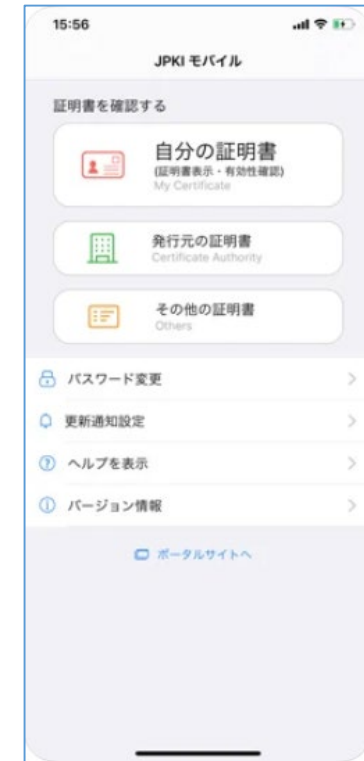 15:56
JPKI モバイル
証明書を確認する
自分の証明書
(証明書表示・有効性確認)
My Certificate
発行元の証明書
Certificate Authority
その他の証明書
Others
パスワード変更
更新通知設定
ヘルプを表示
バージョン情報
ポータルサイトへ